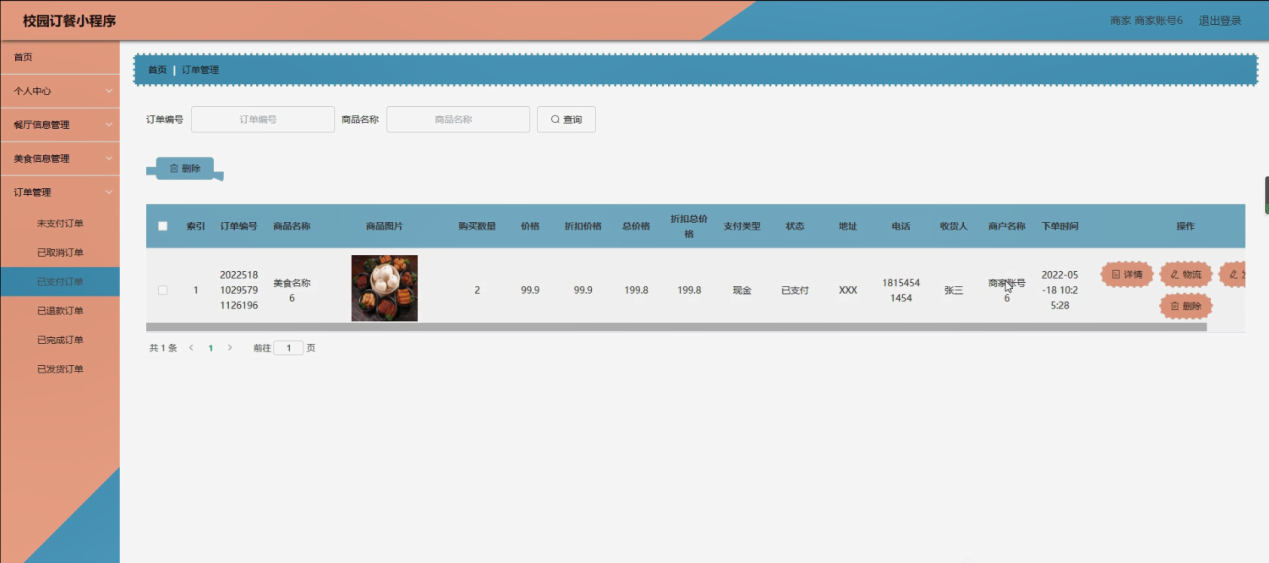 校园订餐小程序
商家 商家账号6 退出登录
首页
个人中心
餐厅信息管理
美食信息管理
订单管理
未支付订单
已取消订单
已支付订单
已退款订单
已完成订单
已发货订单
首页 | 订单管理
订单编号 订单编号 商品名称 商品名称 查询
删除
索引 订单编号 商品名称 商品图片 购买数量 价格 折扣价格 总价格 折扣总价格 支付类型 状态 地址 电话 收货人 商户名称 下单时间 操作
1 202251810295791126196 美食名称6 2 99.9 99.9 199.8 199.8 现金 已支付 XXX 18154541454 张三 商家账号6 2022-05-18 10:25:28 详情 物流
删除
共 1 条 < 1 > 前往 1 页